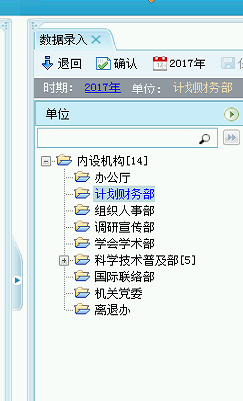 数据录入
退回 确认 2017年
时期: 2017年 单位: 计划财务部
单位
内设机构[14]
办公厅
计划财务部
组织人事部
调研宣传部
学会学术部
科学技术普及部[5]
国际联络部
机关党委
离退办